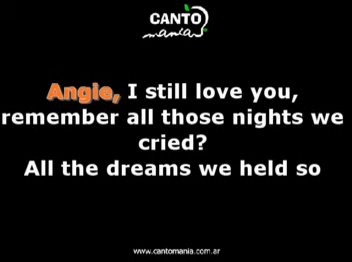 CANTO
mania
Angie, I still love you,
remember all those nights we
cried?
All the dreams we held so
www.cantomania.com.ar